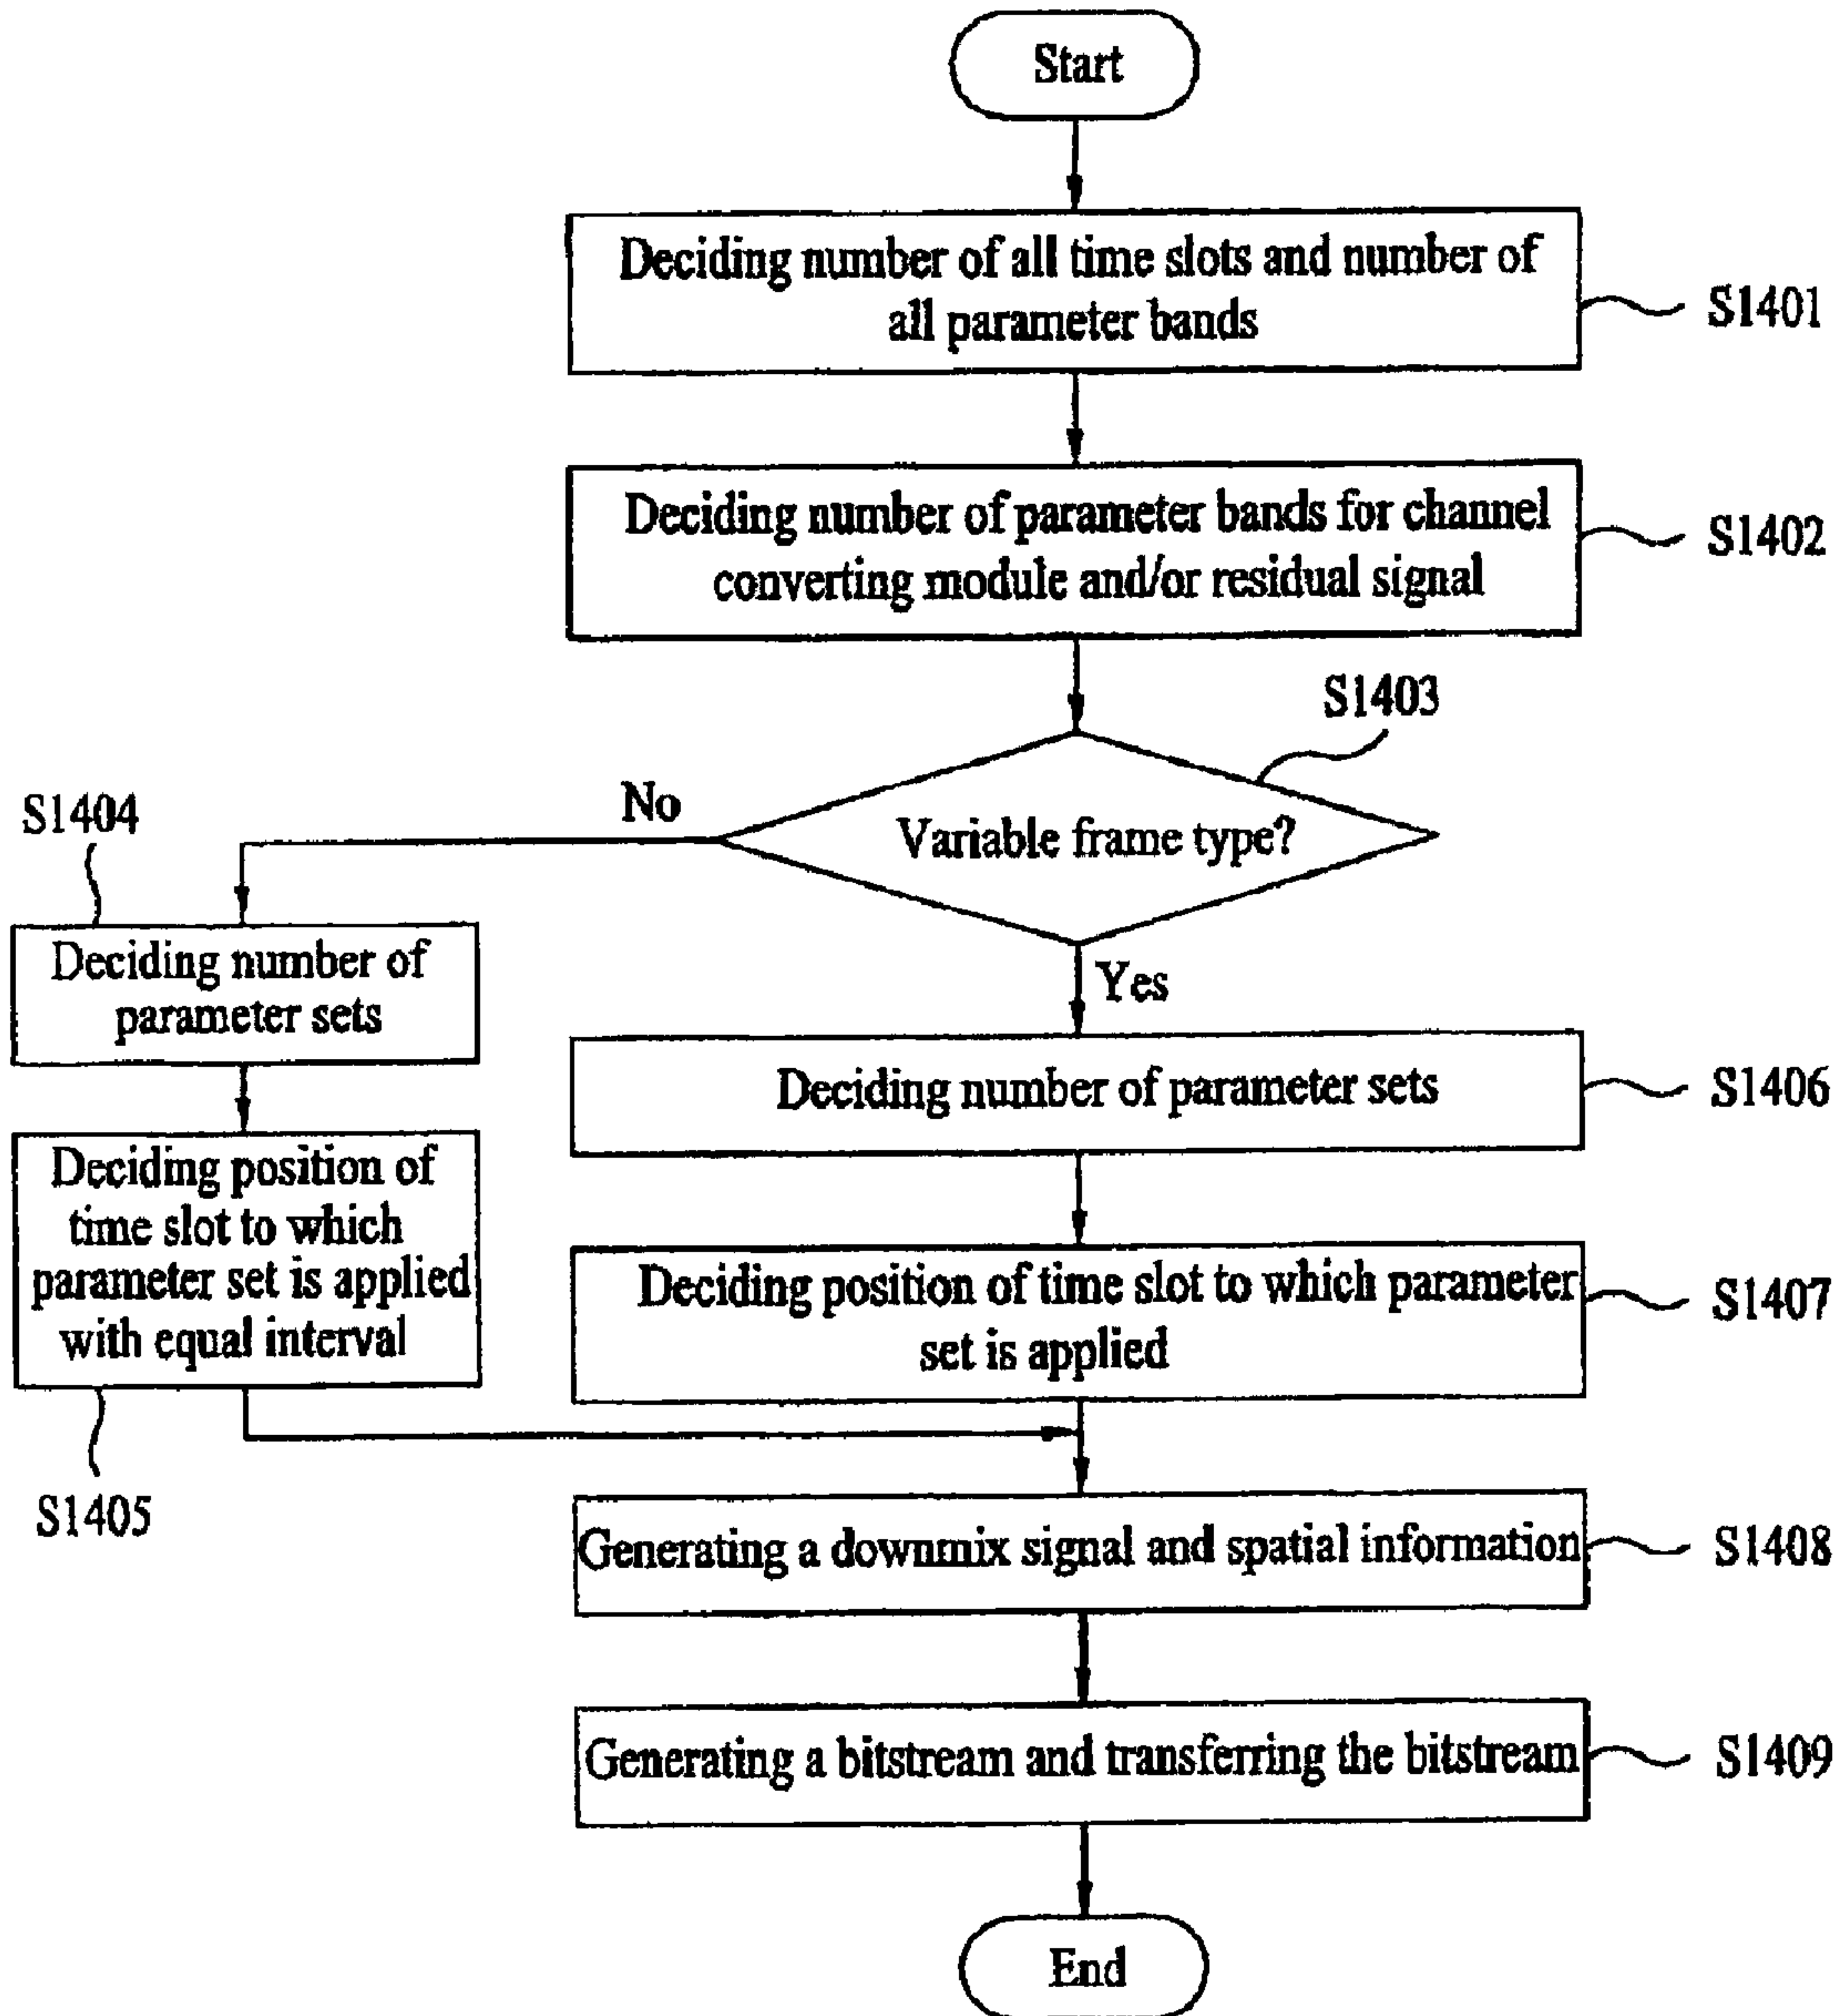 Start
Deciding number of all time slots and number of
all parameter bands
S1401
Deciding number of parameter bands for channel
converting module and/or residual signal
S1402
S1403
Variable frame type?
No
Yes
S1404
Deciding number of
parameter sets
Deciding position of
time slot to which
parameter set is applied
with equal interval
S1405
Deciding number of parameter sets
S1406
Deciding position of time slot to which parameter
set is applied
S1407
Generating a downmix signal and spatial information
S1408
Generating a bitstream and transferring the bitstream
S1409
End